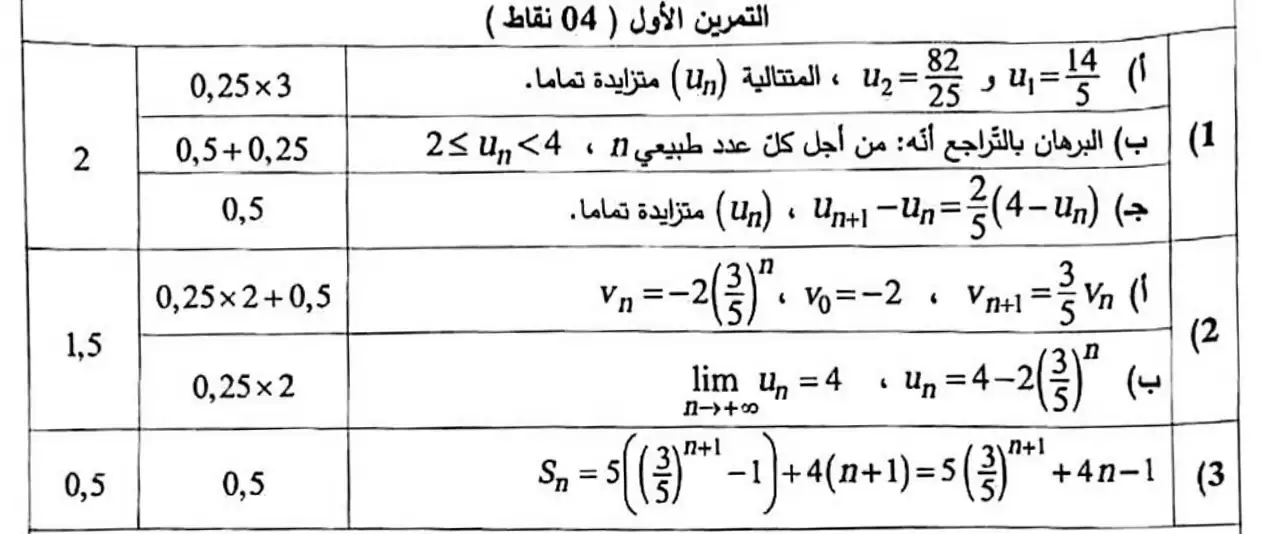 التمرين الأول ( 04 نقاط )
1) أ) u₁ = 14/5 و u₂ = 82/25 ، المتتالية (uₙ) متزايدة تماما. 0,25×3 2
ب) البرهان بالتّراجع أنّه: من أجل كلّ عدد طبيعي n ، 2 ≤ uₙ < 4 0,5+0,25
جـ) uₙ₊₁ − uₙ = 2/5(4 − uₙ) ، (uₙ) متزايدة تماما. 0,5
2) أ) vₙ₊₁ = 3/5 vₙ ، v₀ = −2 ، vₙ = −2(3/5)ⁿ 0,25×2+0,5 1,5
ب) uₙ = 4−2(3/5)ⁿ ، lim uₙ = 4 n→+∞ 0,25×2
3) Sₙ = 5((3/5)ⁿ⁺¹ −1)+4(n+1) = 5(3/5)ⁿ⁺¹ +4n−1 0,5 0,5